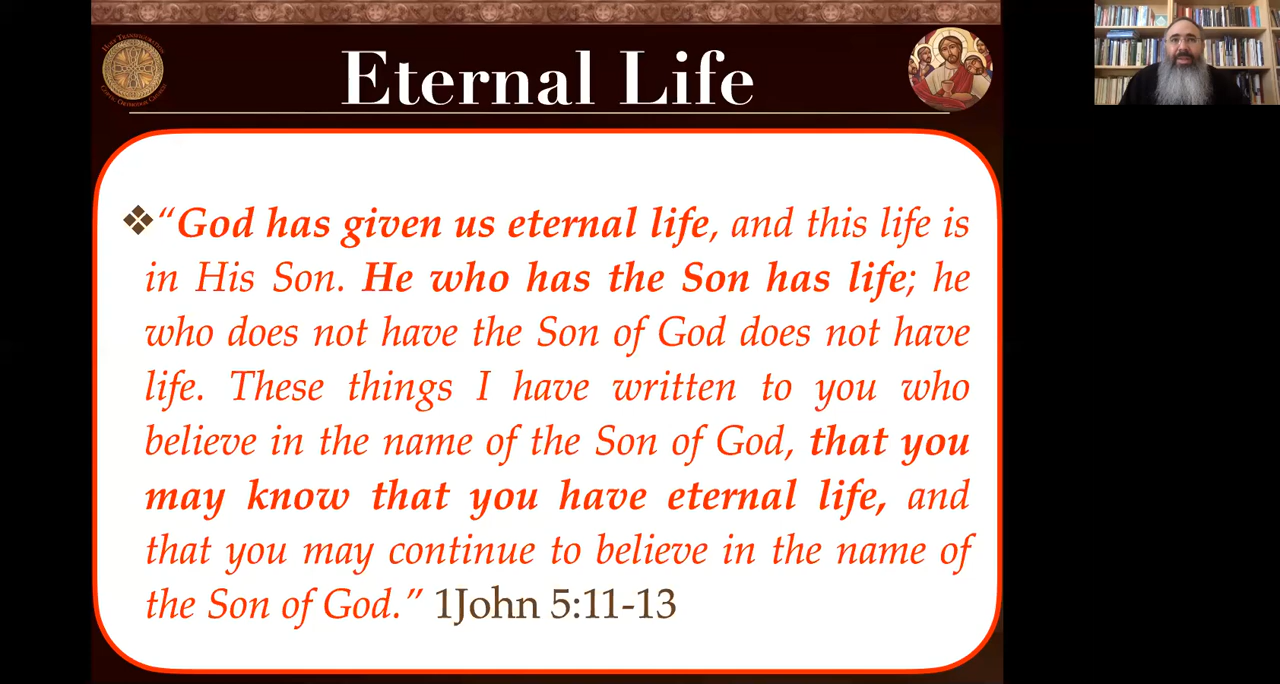 Eternal Life
“God has given us eternal life, and this life is
in His Son. He who has the Son has life; he
who does not have the Son of God does not have
life. These things I have written to you who
believe in the name of the Son of God, that you
may know that you have eternal life, and
that you may continue to believe in the name of
the Son of God.” 1John 5:11-13